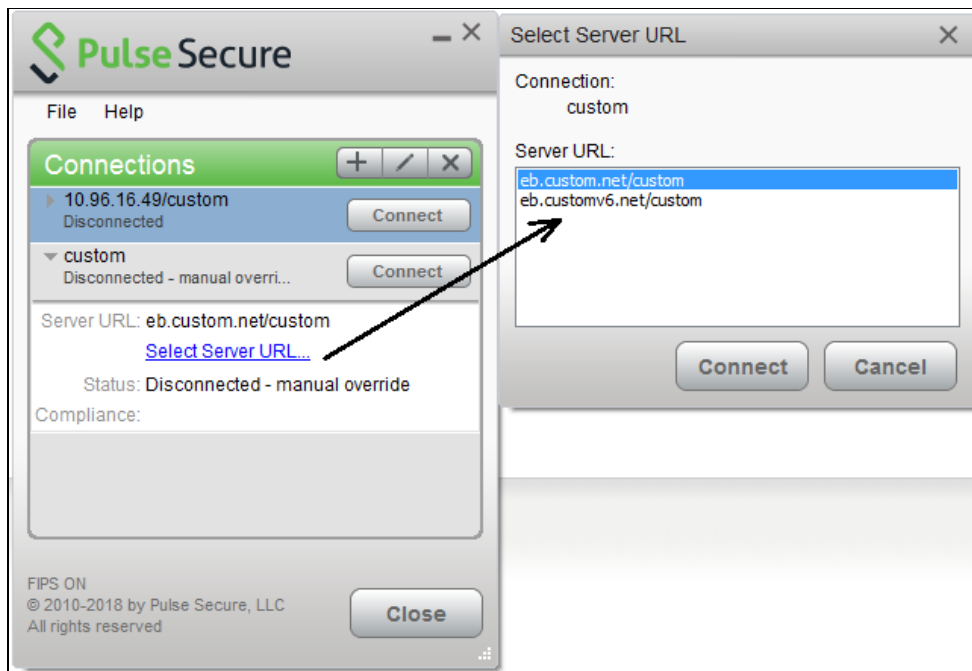 Pulse Secure
File Help
Connections
10.96.16.49/custom
Disconnected
Connect
custom
Disconnected - manual overri...
Connect
Server URL: eb.custom.net/custom
Select Server URL...
Status: Disconnected - manual override
Compliance:
FIPS ON
© 2010-2018 by Pulse Secure, LLC
All rights reserved
Close
Select Server URL
Connection:
custom
Server URL:
eb.custom.net/custom
eb.customv6.net/custom
Connect Cancel